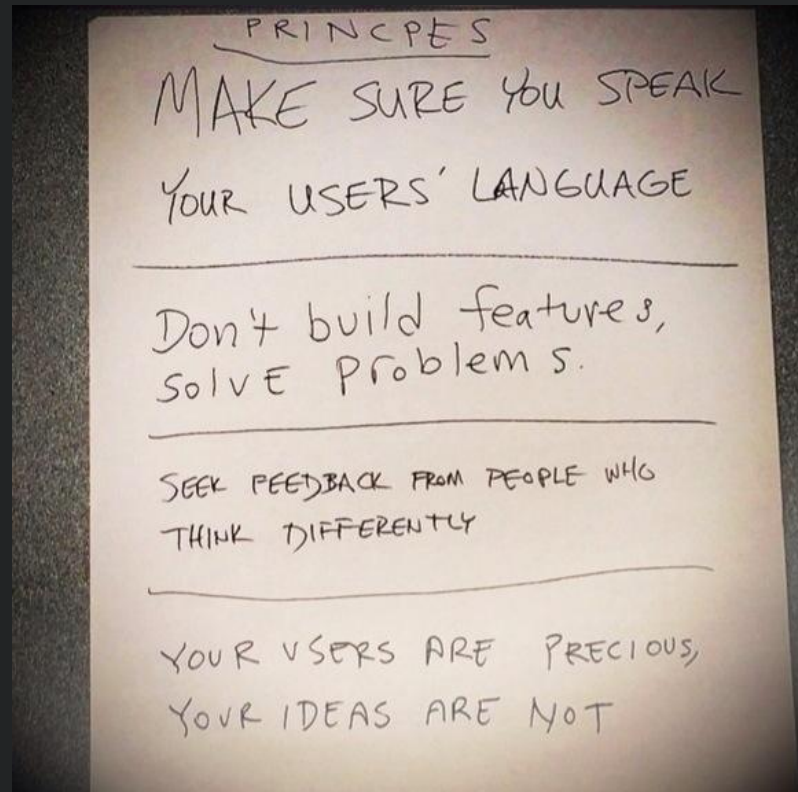 PRINCPES
MAKE SURE YOU SPEAK
YOUR USERS' LANGUAGE
Don't build features,
SolvE Problems.
SEEK FEEDBACK FROM PEOPLE WHO
THINK DIFFERENTLY
YOUR USERS ARE PRECIOUS,
YOUR IDEAS ARE NOT